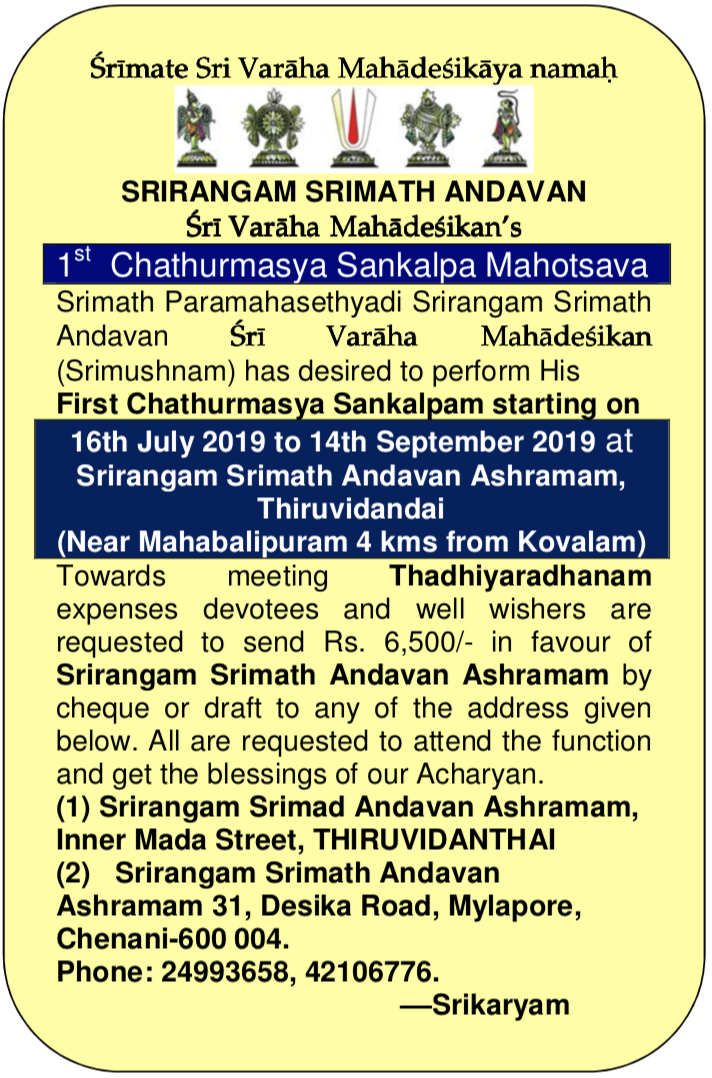 Śrīmate Sri Varāha Mahādeśikāya namaḥ
SRIRANGAM SRIMATH ANDAVAN
Śrī Varāha Mahādeśikan's
1st Chathurmasya Sankalpa Mahotsava
Srimath Paramahasethyadi Srirangam Srimath
Andavan Śrī Varāha Mahādeśikan
(Srimushnam) has desired to perform His
First Chathurmasya Sankalpam starting on
16th July 2019 to 14th September 2019 at
Srirangam Srimath Andavan Ashramam,
Thiruvidandai
(Near Mahabalipuram 4 kms from Kovalam)
Towards meeting Thadhiyaradhanam
expenses devotees and well wishers are
requested to send Rs. 6,500/- in favour of
Srirangam Srimath Andavan Ashramam by
cheque or draft to any of the address given
below. All are requested to attend the function
and get the blessings of our Acharyan.
(1) Srirangam Srimad Andavan Ashramam,
Inner Mada Street, THIRUVIDANTHAI
(2) Srirangam Srimath Andavan
Ashramam 31, Desika Road, Mylapore,
Chenani-600 004.
Phone: 24993658, 42106776.
—Srikaryam